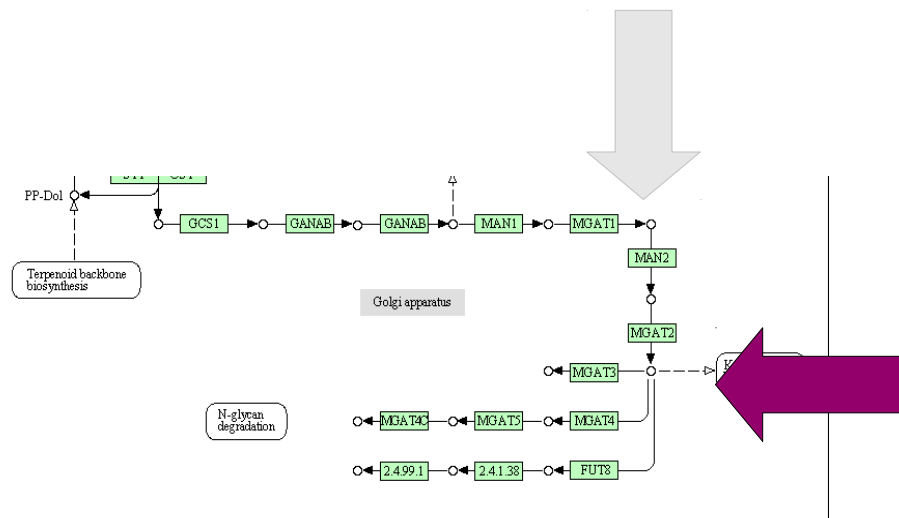 PP-Dol
GCS1
GANAB
GANAB
MAN1
MGAT1
MAN2
Terpenoid backbone
biosynthesis
Golgi apparatus
MGAT2
MGAT3
N-glycan
degradation
MGAT4C
MGAT5
MGAT4
2.4.99.1
2.4.1.38
FUT8